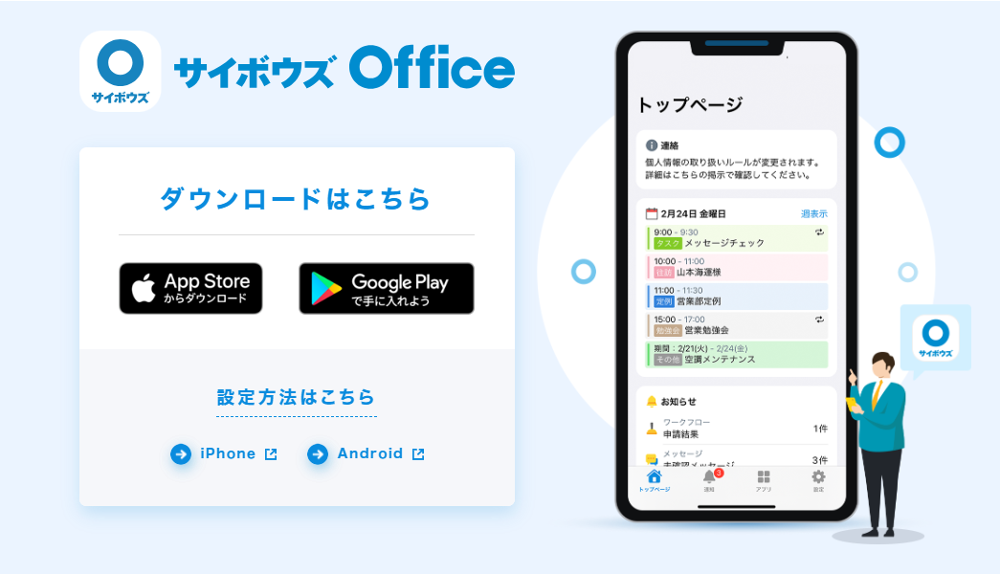 サイボウズ
サイボウズ Office
ダウンロードはこちら
App Store
からダウンロード
Google Play
で手に入れよう
設定方法はこちら
iPhone
Android
トップページ
連絡
個人情報の取り扱いルールが変更されます。
詳細はこちらの掲示で確認してください。
2月24日 金曜日 週表示
9:00 - 9:30
タスク メッセージチェック
10:00 - 11:00
往訪 山本海運様
11:00 - 11:30
定例 営業部定例
15:00 - 17:00
勉強会 営業勉強会
期間：2/21(火) - 2/24(金)
その他 空調メンテナンス
お知らせ
ワークフロー
申請結果 1件
メッセージ
未確認メッセージ 3件
3
トップページ 通知 アプリ 設定
サイボウズ